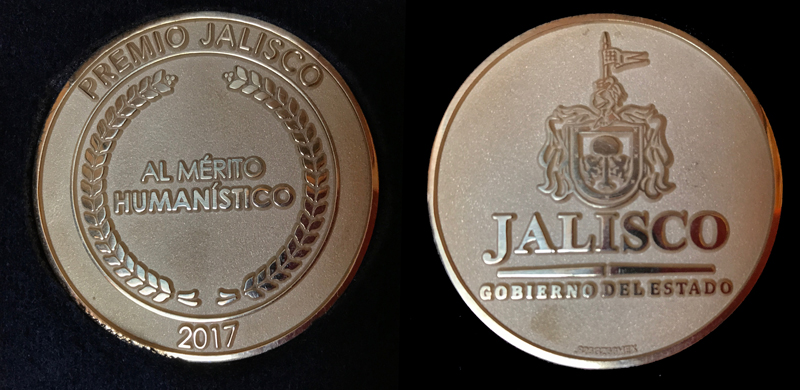 PREMIO JALISCO
AL MÉRITO
HUMANÍSTICO
2017
JALISCO
GOBIERNO DEL ESTADO